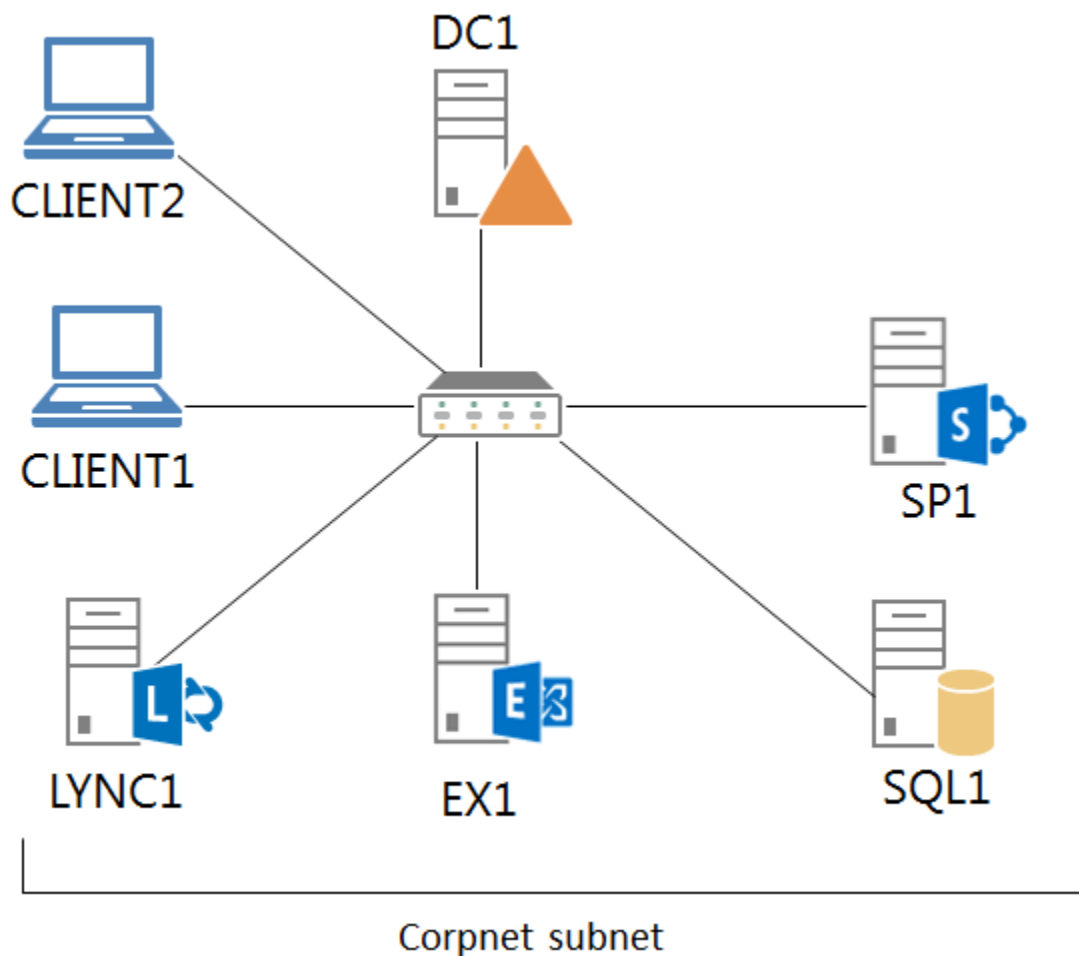 DC1
CLIENT2
CLIENT1
S
SP1
L
E
LYNC1
EX1
SQL1
Corpnet subnet